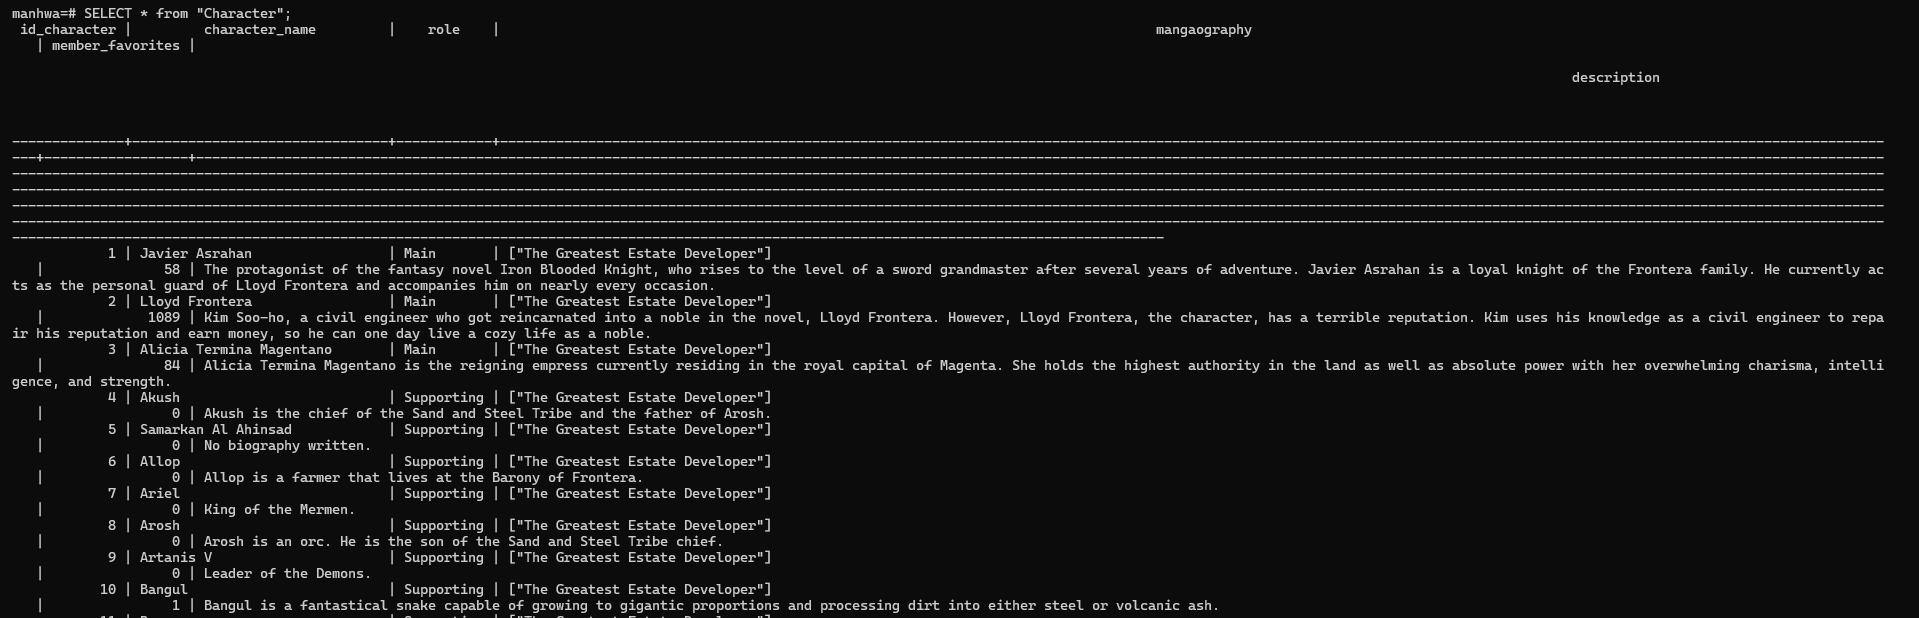 manhwa=# SELECT * from "Character";
id_character | character_name | role | mangaography
| member_favorites |
description
--------------+--------------------------------+------------+-----------------------------------------------------------------------------------------------------------------------------------------------------------------------------
---+------------------+-----------------------------------------------------------------------------------------------------------------------------------------------------------------------------------------------------------------
1 | Javier Asrahan | Main | ["The Greatest Estate Developer"]
| 58 | The protagonist of the fantasy novel Iron Blooded Knight, who rises to the level of a sword grandmaster after several years of adventure. Javier Asrahan is a loyal knight of the Frontera family. He currently ac
ts as the personal guard of Lloyd Frontera and accompanies him on nearly every occasion.
2 | Lloyd Frontera | Main | ["The Greatest Estate Developer"]
| 1089 | Kim Soo-ho, a civil engineer who got reincarnated into a noble in the novel, Lloyd Frontera. However, Lloyd Frontera, the character, has a terrible reputation. Kim uses his knowledge as a civil engineer to repa
ir his reputation and earn money, so he can one day live a cozy life as a noble.
3 | Alicia Termina Magentano | Main | ["The Greatest Estate Developer"]
| 84 | Alicia Termina Magentano is the reigning empress currently residing in the royal capital of Magenta. She holds the highest authority in the land as well as absolute power with her overwhelming charisma, intelli
gence, and strength.
4 | Akush | Supporting | ["The Greatest Estate Developer"]
| 0 | Akush is the chief of the Sand and Steel Tribe and the father of Arosh.
5 | Samarkan Al Ahinsad | Supporting | ["The Greatest Estate Developer"]
| 0 | No biography written.
6 | Allop | Supporting | ["The Greatest Estate Developer"]
| 0 | Allop is a farmer that lives at the Barony of Frontera.
7 | Ariel | Supporting | ["The Greatest Estate Developer"]
| 0 | King of the Mermen.
8 | Arosh | Supporting | ["The Greatest Estate Developer"]
| 0 | Arosh is an orc. He is the son of the Sand and Steel Tribe chief.
9 | Artanis V | Supporting | ["The Greatest Estate Developer"]
| 0 | Leader of the Demons.
10 | Bangul | Supporting | ["The Greatest Estate Developer"]
| 1 | Bangul is a fantastical snake capable of growing to gigantic proportions and processing dirt into either steel or volcanic ash.